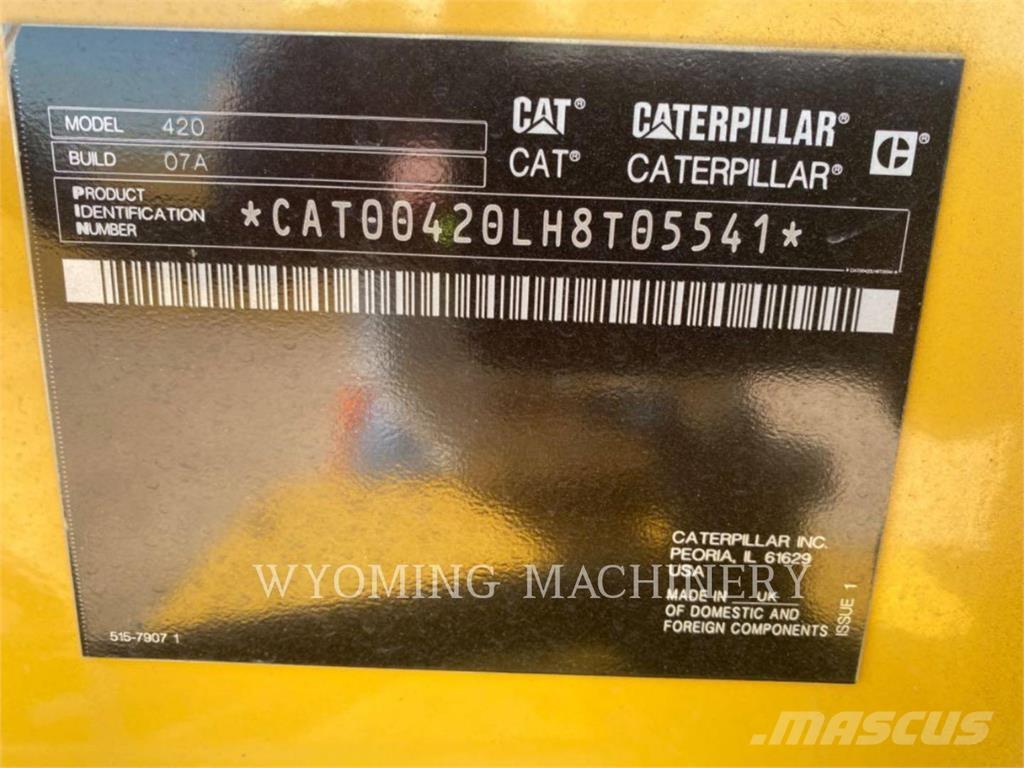 MODEL 420
BUILD 07A
CAT® CATERPILLAR®
CAT® CATERPILLAR® C®
PRODUCT
IDENTIFICATION
NUMBER
*CAT00420LH8T05541*
CATERPILLAR INC.
PEORIA, IL 61629
USA
MADE IN UK
OF DOMESTIC AND
FOREIGN COMPONENTS
ISSUE 1
515-7907 1
WYOMING MACHINERY
MASCUS